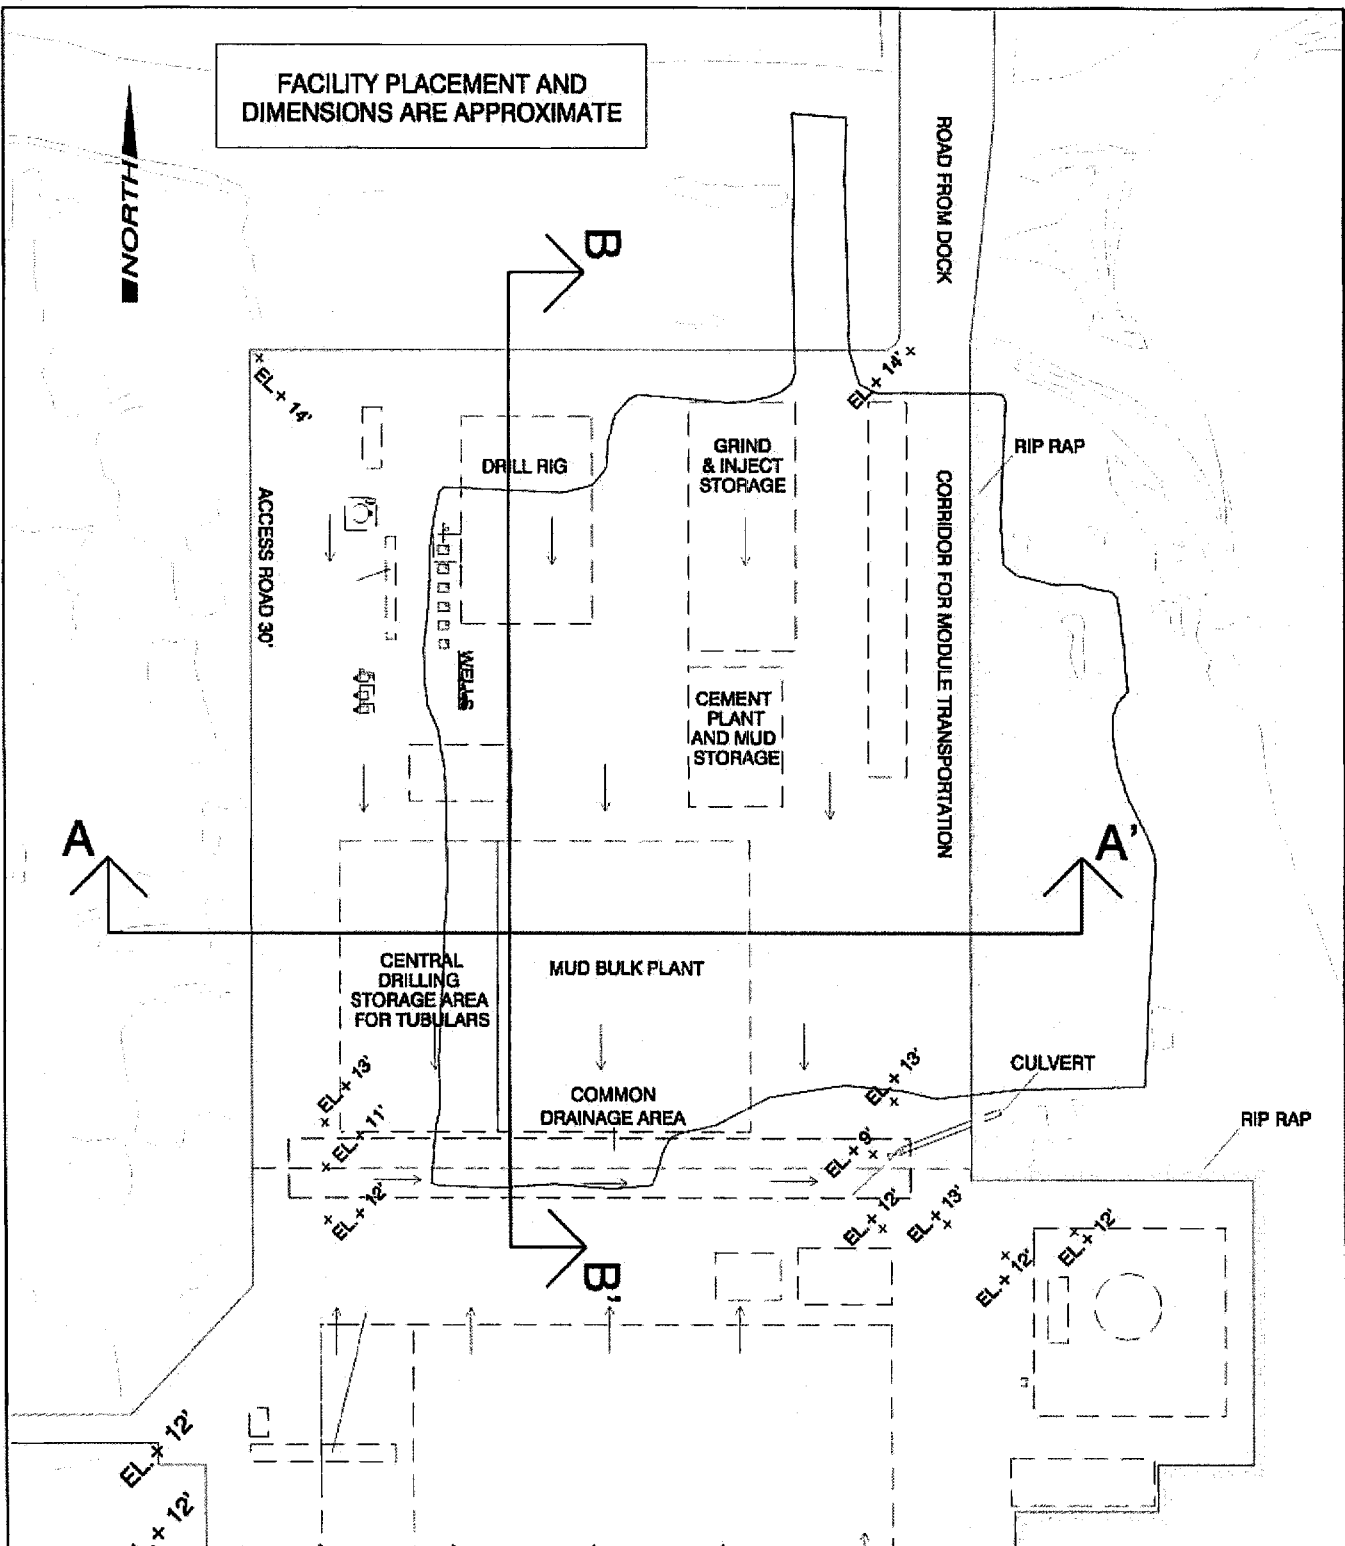 FACILITY PLACEMENT AND
DIMENSIONS ARE APPROXIMATE
NORTH
ROAD FROM DOCK
B
EL. + 14'
EL. + 14'
DRILL RIG
GRIND
& INJECT
STORAGE
RIP RAP
ACCESS ROAD 30'
CORRIDOR FOR MODULE TRANSPORTATION
WELLS
CEMENT
PLANT
AND MUD
STORAGE
A
A'
CENTRAL
DRILLING
STORAGE AREA
FOR TUBULARS
MUD BULK PLANT
EL. + 13'
EL. + 13'
CULVERT
COMMON
DRAINAGE AREA
EL. + 11'
RIP RAP
EL. + 9'
EL. + 12'
EL. + 12'
EL. + 13'
EL. + 12'
EL. + 12'
B'
EL. + 12'
12'